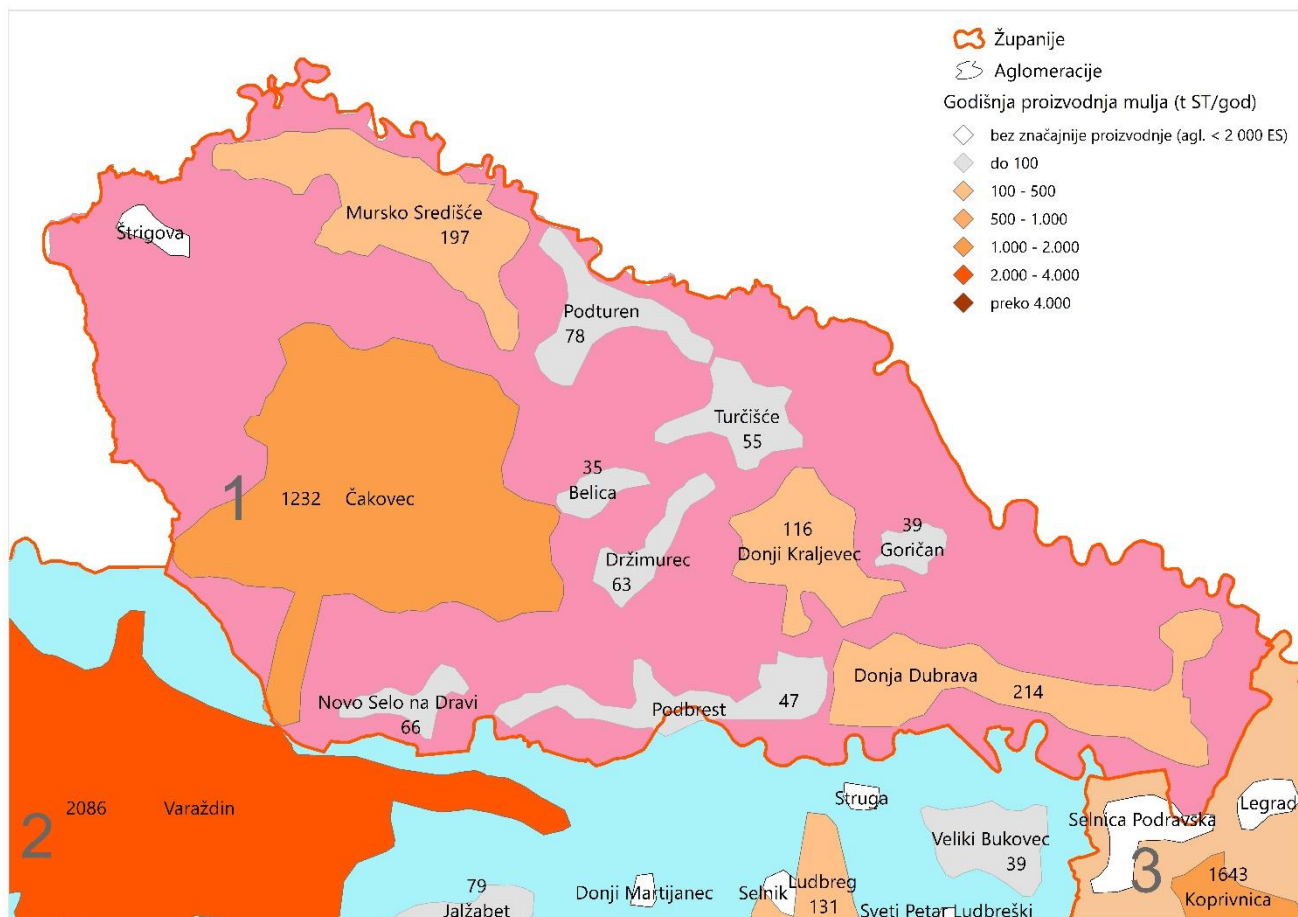 Županije
Aglomeracije
Godišnja proizvodnja mulja (t ST/god)
bez značajnije proizvodnje (agl. < 2 000 ES)
do 100
100 - 500
500 - 1.000
1.000 - 2.000
2.000 - 4.000
preko 4.000
Štrigova
Mursko Središće
197
Podturen
78
Turčišće
55
35
Belica
1
1232 Čakovec
Držimurec
63
116
Donji Kraljevec
39
Goričan
Donja Dubrava
214
Novo Selo na Dravi
66
Podbrest
47
2
2086 Varaždin
Struga
Veliki Bukovec
39
Selnica Podravska
Legrad
3
1643
Koprivnica
79
Jalžabet
Donji Martijanec
Selnik
Ludbreg
131
Sveti Petar Ludbreški